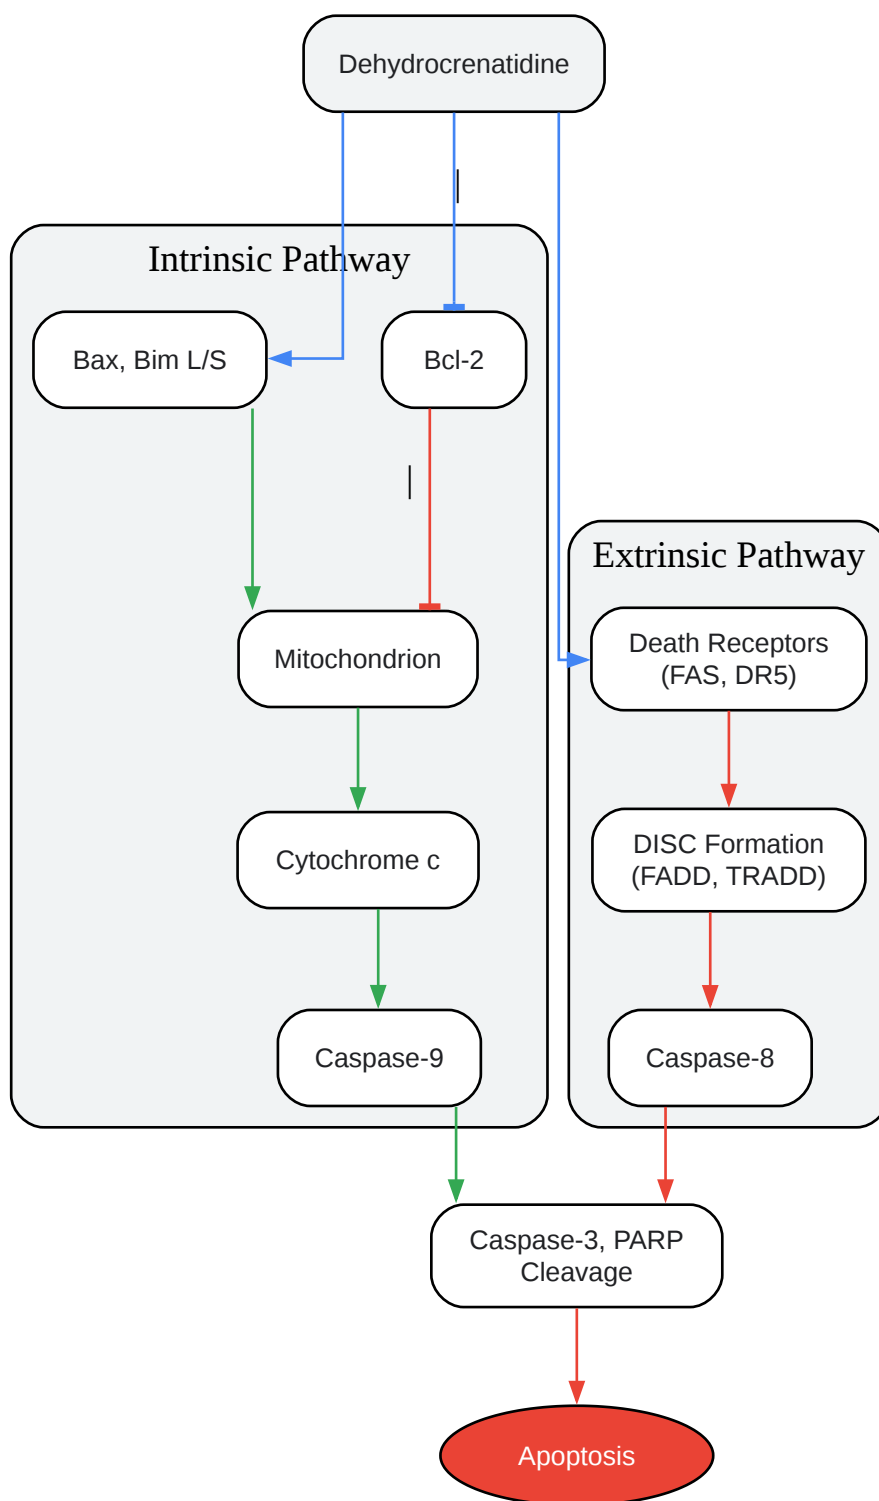 Dehydrocrenatidine
|
Intrinsic Pathway
Bax, Bim L/S
Bcl-2
|
Extrinsic Pathway
Mitochondrion
Death Receptors
(FAS, DR5)
Cytochrome c
DISC Formation
(FADD, TRADD)
Caspase-9
Caspase-8
Caspase-3, PARP
Cleavage
Apoptosis